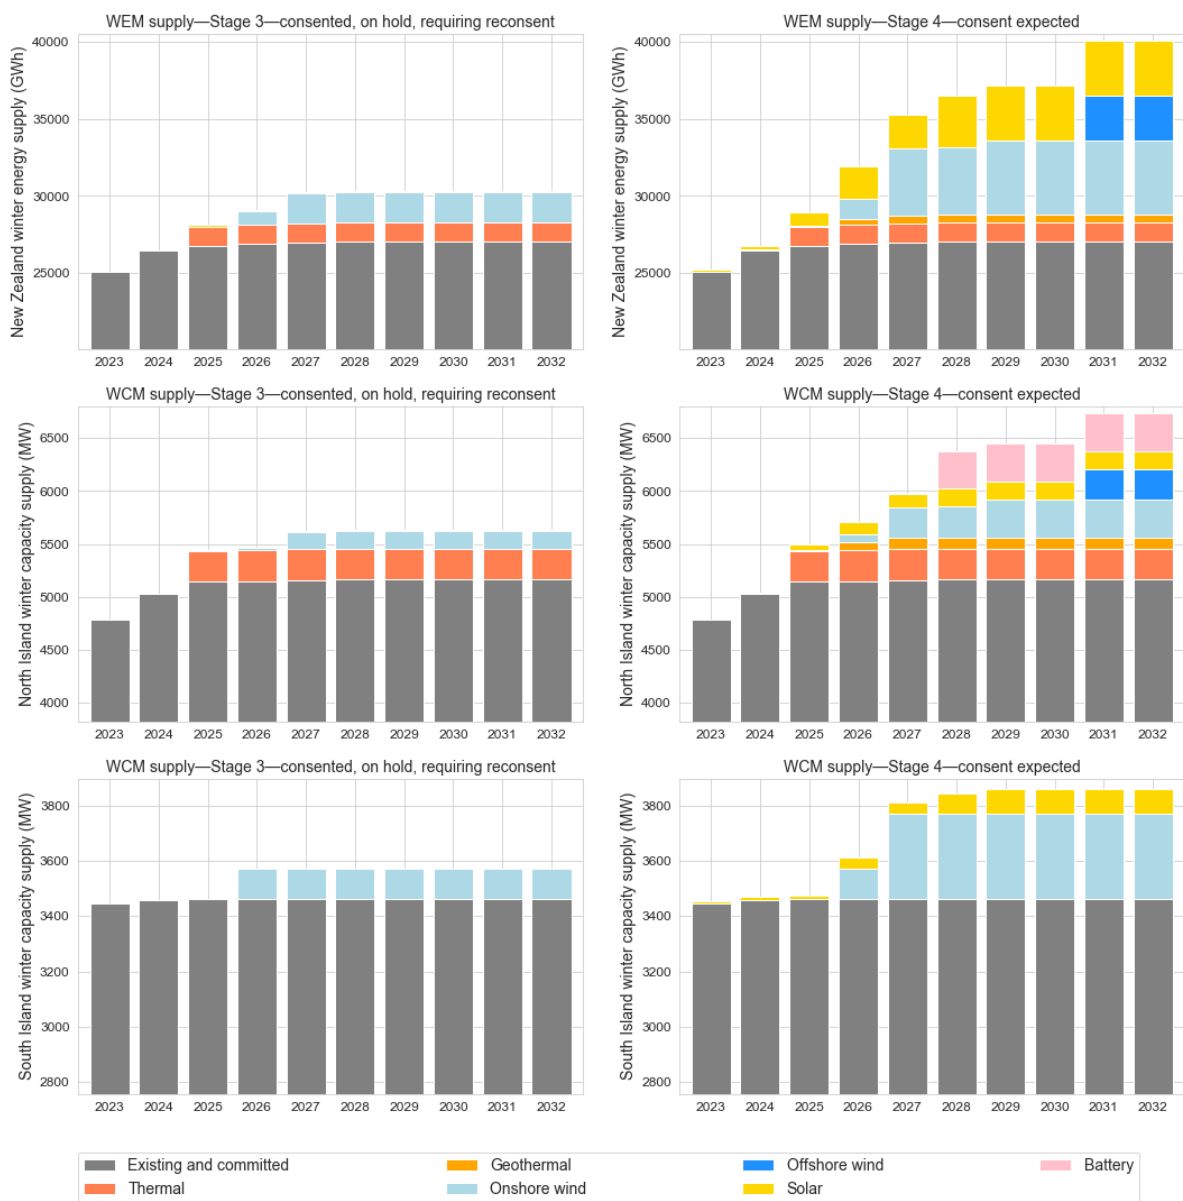 WEM supply—Stage 3—consented, on hold, requiring reconsent
New Zealand winter energy supply (GWh)
40000
35000
30000
25000
2023 2024 2025 2026 2027 2028 2029 2030 2031 2032
WEM supply—Stage 4—consent expected
New Zealand winter energy supply (GWh)
40000
35000
30000
25000
2023 2024 2025 2026 2027 2028 2029 2030 2031 2032
WCM supply—Stage 3—consented, on hold, requiring reconsent
North Island winter capacity supply (MW)
6500
6000
5500
5000
4500
4000
2023 2024 2025 2026 2027 2028 2029 2030 2031 2032
WCM supply—Stage 4—consent expected
North Island winter capacity supply (MW)
6500
6000
5500
5000
4500
4000
2023 2024 2025 2026 2027 2028 2029 2030 2031 2032
WCM supply—Stage 3—consented, on hold, requiring reconsent
South Island winter capacity supply (MW)
3800
3600
3400
3200
3000
2800
2023 2024 2025 2026 2027 2028 2029 2030 2031 2032
WCM supply—Stage 4—consent expected
South Island winter capacity supply (MW)
3800
3600
3400
3200
3000
2800
2023 2024 2025 2026 2027 2028 2029 2030 2031 2032
Existing and committed
Thermal
Geothermal
Onshore wind
Offshore wind
Solar
Battery